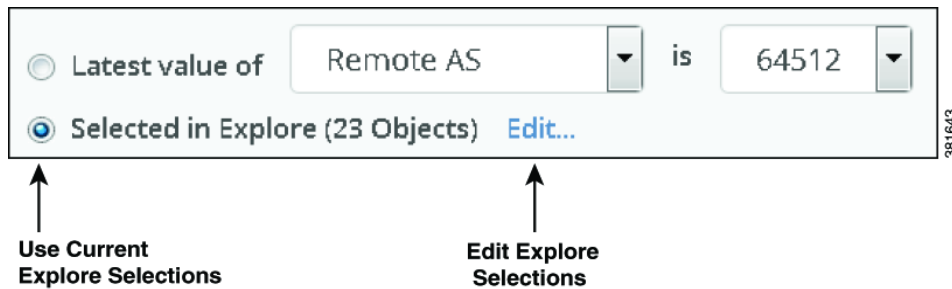 Latest value of Remote AS is 64512
Selected in Explore (23 Objects) Edit...
381643
Use Current
Explore Selections
Edit Explore
Selections